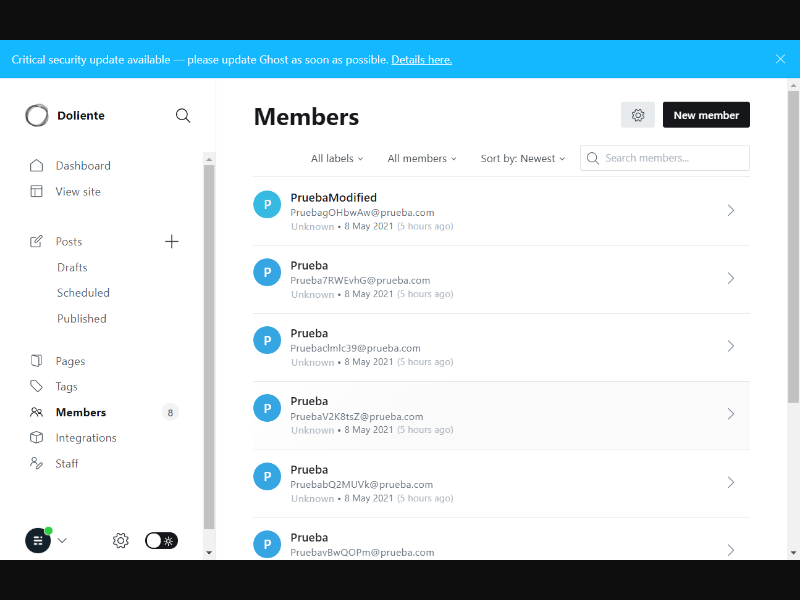 Critical security update available — please update Ghost as soon as possible. Details here.
Doliente
Dashboard
View site
Posts
Drafts
Scheduled
Published
Pages
Tags
Members 8
Integrations
Staff
Members
New member
All labels
All members
Sort by: Newest
Search members...
P
PruebaModified
PruebagOHbwAw@prueba.com
Unknown • 8 May 2021 (5 hours ago)
P
Prueba
Prueba7RWEvhG@prueba.com
Unknown • 8 May 2021 (5 hours ago)
P
Prueba
Pruebaclmlc39@prueba.com
Unknown • 8 May 2021 (5 hours ago)
P
Prueba
PruebaV2K8tsZ@prueba.com
Unknown • 8 May 2021 (5 hours ago)
P
Prueba
PruebabQ2MUVk@prueba.com
Unknown • 8 May 2021 (5 hours ago)
P
Prueba
PruebavBwQOPm@prueba.com